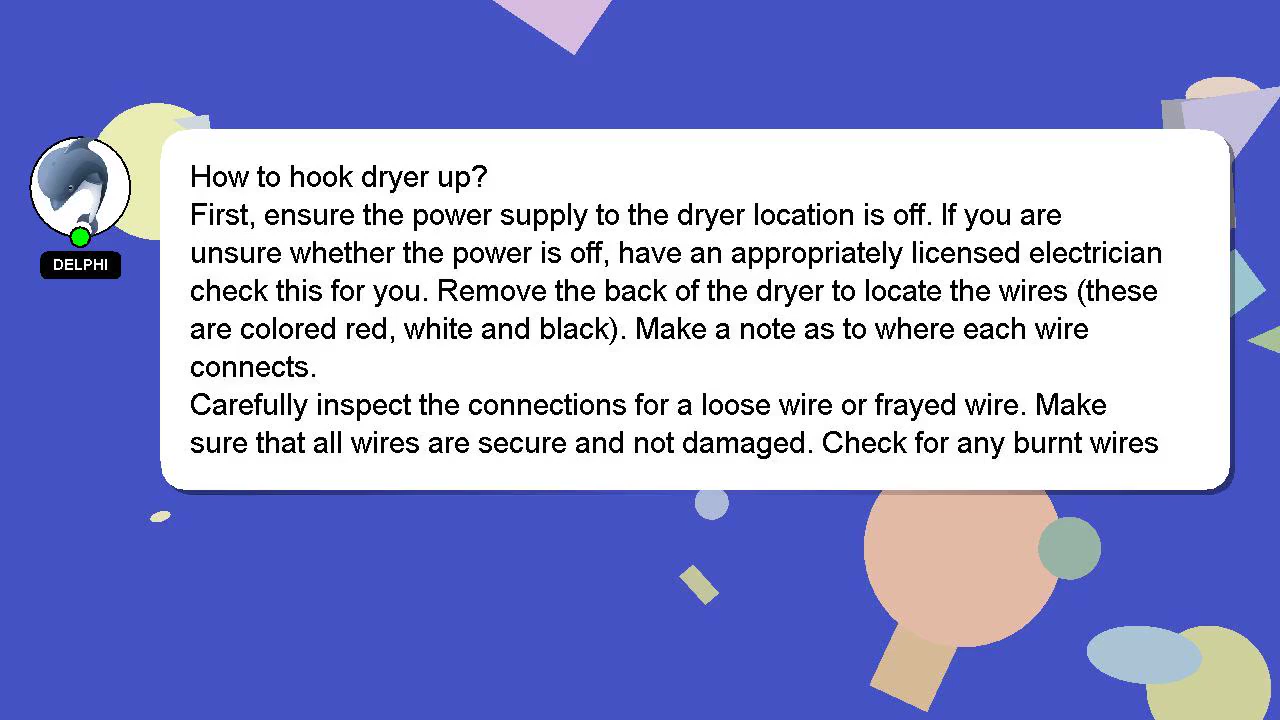 How to hook dryer up?
First, ensure the power supply to the dryer location is off. If you are
unsure whether the power is off, have an appropriately licensed electrician
check this for you. Remove the back of the dryer to locate the wires (these
are colored red, white and black). Make a note as to where each wire
connects.
Carefully inspect the connections for a loose wire or frayed wire. Make
sure that all wires are secure and not damaged. Check for any burnt wires
DELPHI